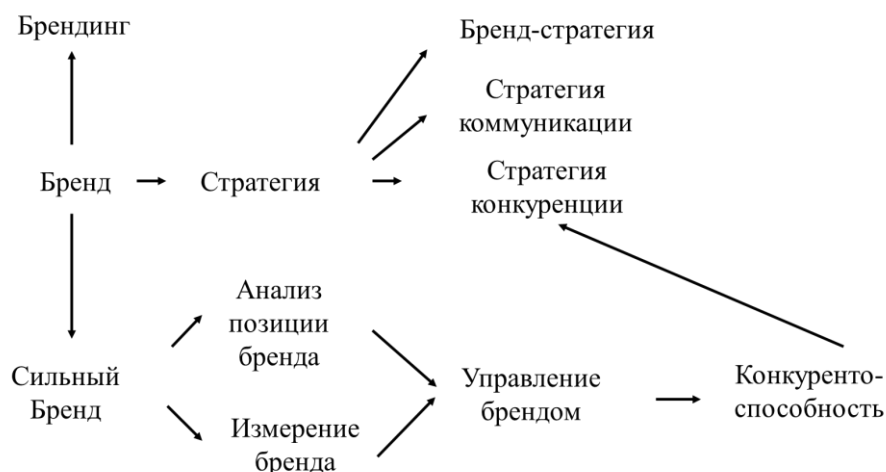 Брендинг
Бренд-стратегия
Стратегия
коммуникации
Бренд
Стратегия
Стратегия
конкуренции
Анализ
позиции
бренда
Сильный
Бренд
Управление
брендом
Конкуренто-
способность
Измерение
бренда